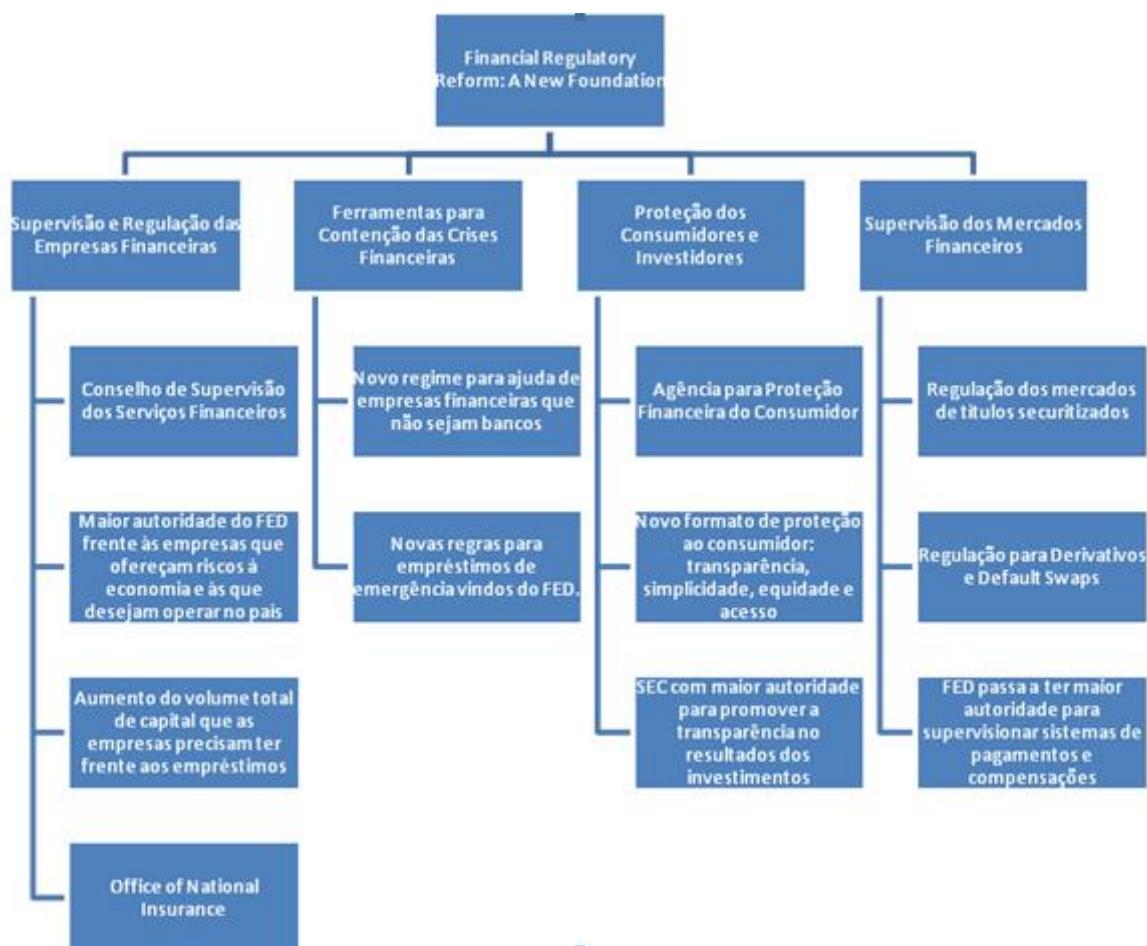 Financial Regulatory
Reform: A New Foundation
Supervisão e Regulação das
Empresas Financeiras
Conselho de Supervisão
dos Serviços Financeiros
Maior autoridade do FED
frente às empresas que
ofereçam riscos à
economia e às que
desejam operar no país
Aumento do volume total
de capital que as
empresas precisam ter
frente aos empréstimos
Office of National
Insurance
Ferramentas para
Contenção das Crises
Financeiras
Novo regime para ajuda de
empresas financeiras que
não sejam bancos
Novas regras para
empréstimos de
emergência vindos do FED.
Proteção dos
Consumidores e
Investidores
Agência para Proteção
Financeira do Consumidor
Novo formato de proteção
ao consumidor:
transparência,
simplicidade, equidade e
acesso
SEC com maior autoridade
para promover a
transparência no
resultados dos
investimentos
Supervisão dos Mercados
Financeiros
Regulação dos mercados
de títulos securitizados
Regulação para Derivativos
e Default Swaps
FED passa a ter maior
autoridade para
supervisionar sistemas de
pagamentos e
compensações